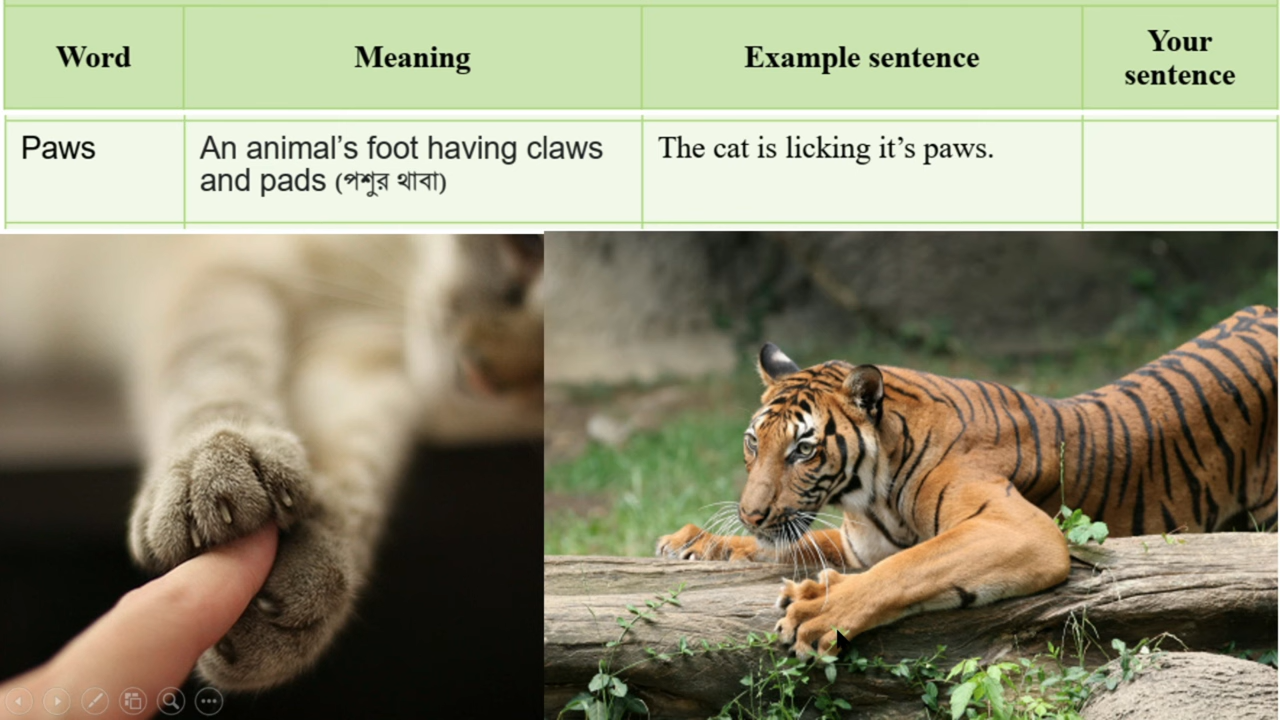 Word Meaning Example sentence Your sentence
Paws An animal’s foot having claws The cat is licking it’s paws.
and pads (পশুর থাবা)